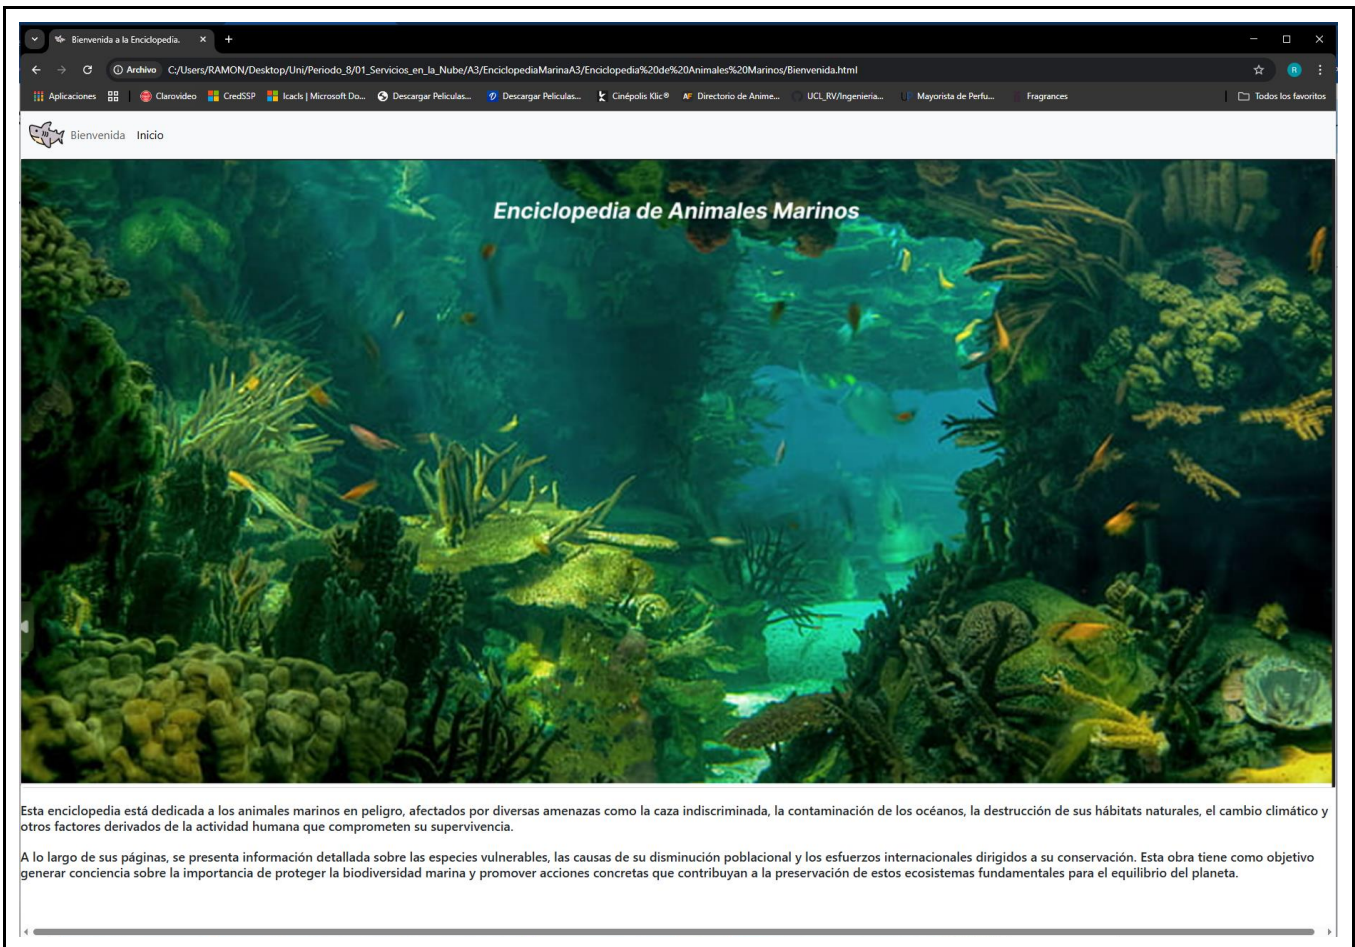 Bienvenida a la Enciclopedia.
Archivo C:/Users/RAMON/Desktop/Uni/Periodo_8/01_Servicios_en_la_Nube/A3/EnciclopediaMarinaA3/Enciclopedia%20de%20Animales%20Marinos/Bienvenida.html
R
Aplicaciones Clarovideo CredSSP Icacls | Microsoft Do... Descargar Peliculas... Descargar Peliculas... Cinépolis Klic® AF Directorio de Anime... UCL_RV/Ingenieria... Mayorista de Perfu... Fragrances Todos los favoritos
Bienvenida Inicio
Enciclopedia de Animales Marinos
Esta enciclopedia está dedicada a los animales marinos en peligro, afectados por diversas amenazas como la caza indiscriminada, la contaminación de los océanos, la destrucción de sus hábitats naturales, el cambio climático y
otros factores derivados de la actividad humana que comprometen su supervivencia.
A lo largo de sus páginas, se presenta información detallada sobre las especies vulnerables, las causas de su disminución poblacional y los esfuerzos internacionales dirigidos a su conservación. Esta obra tiene como objetivo
generar conciencia sobre la importancia de proteger la biodiversidad marina y promover acciones concretas que contribuyan a la preservación de estos ecosistemas fundamentales para el equilibrio del planeta.